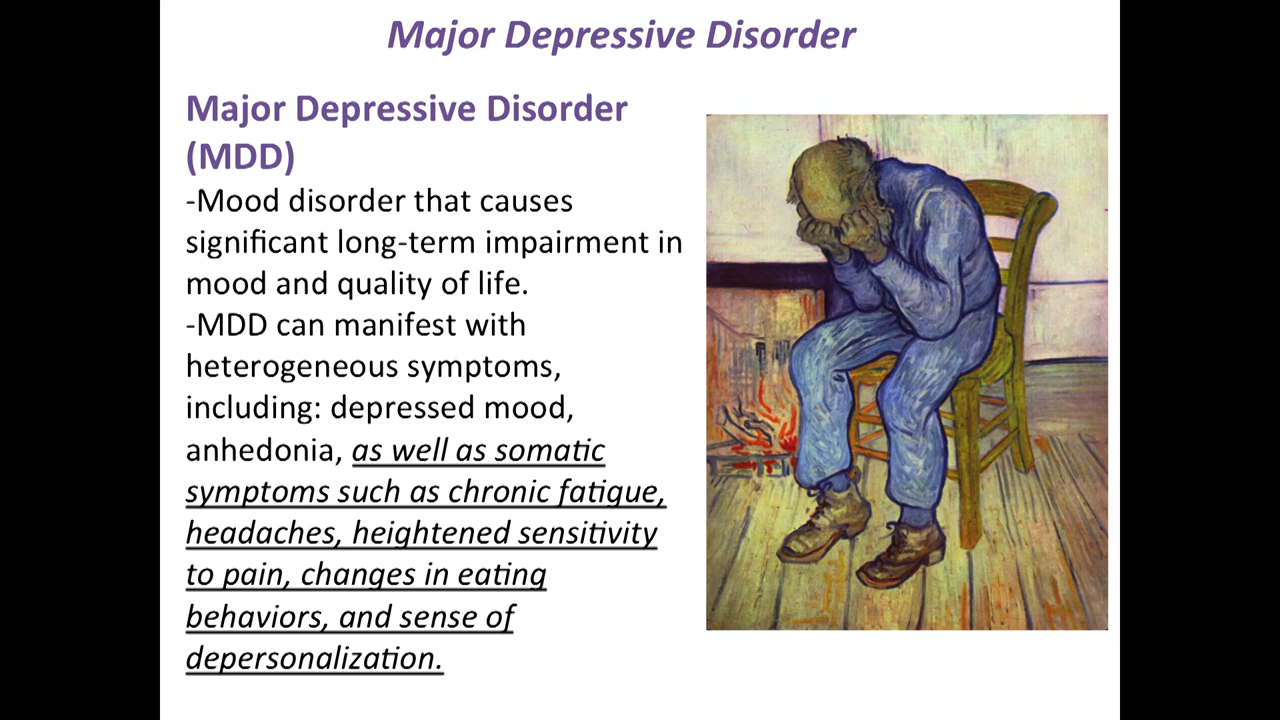 Major Depressive Disorder
Major Depressive Disorder
(MDD)
-Mood disorder that causes
significant long-term impairment in
mood and quality of life.
-MDD can manifest with
heterogeneous symptoms,
including: depressed mood,
anhedonia, as well as somatic
symptoms such as chronic fatigue,
headaches, heightened sensitivity
to pain, changes in eating
behaviors, and sense of
depersonalization.